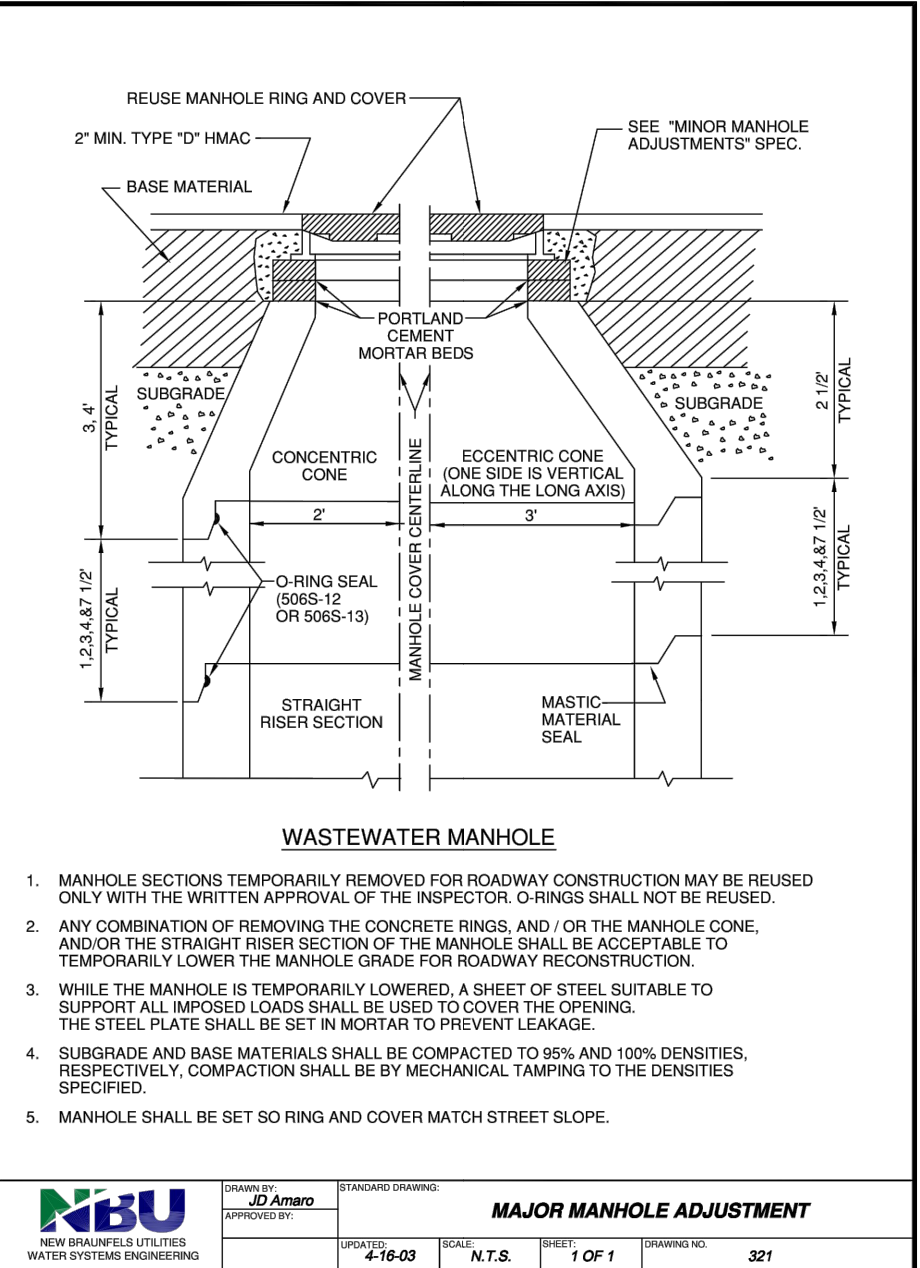 REUSE MANHOLE RING AND COVER
2" MIN. TYPE "D" HMAC
SEE "MINOR MANHOLE
ADJUSTMENTS" SPEC.
BASE MATERIAL
PORTLAND
CEMENT
MORTAR BEDS
3, 4'
TYPICAL
SUBGRADE
SUBGRADE
2 1/2'
TYPICAL
CONCENTRIC
CONE
ECCENTRIC CONE
(ONE SIDE IS VERTICAL
ALONG THE LONG AXIS)
2'
3'
MANHOLE COVER CENTERLINE
1,2,3,4,&7 1/2'
TYPICAL
O-RING SEAL
(506S-12
OR 506S-13)
1,2,3,4,&7 1/2'
TYPICAL
STRAIGHT
RISER SECTION
MASTIC
MATERIAL
SEAL
WASTEWATER MANHOLE
1. MANHOLE SECTIONS TEMPORARILY REMOVED FOR ROADWAY CONSTRUCTION MAY BE REUSED
ONLY WITH THE WRITTEN APPROVAL OF THE INSPECTOR. O-RINGS SHALL NOT BE REUSED.
2. ANY COMBINATION OF REMOVING THE CONCRETE RINGS, AND / OR THE MANHOLE CONE,
AND/OR THE STRAIGHT RISER SECTION OF THE MANHOLE SHALL BE ACCEPTABLE TO
TEMPORARILY LOWER THE MANHOLE GRADE FOR ROADWAY RECONSTRUCTION.
3. WHILE THE MANHOLE IS TEMPORARILY LOWERED, A SHEET OF STEEL SUITABLE TO
SUPPORT ALL IMPOSED LOADS SHALL BE USED TO COVER THE OPENING.
THE STEEL PLATE SHALL BE SET IN MORTAR TO PREVENT LEAKAGE.
4. SUBGRADE AND BASE MATERIALS SHALL BE COMPACTED TO 95% AND 100% DENSITIES,
RESPECTIVELY, COMPACTION SHALL BE BY MECHANICAL TAMPING TO THE DENSITIES
SPECIFIED.
5. MANHOLE SHALL BE SET SO RING AND COVER MATCH STREET SLOPE.
NBU
NEW BRAUNFELS UTILITIES
WATER SYSTEMS ENGINEERING
DRAWN BY:
JD Amaro
APPROVED BY:
STANDARD DRAWING:
MAJOR MANHOLE ADJUSTMENT
UPDATED:
4-16-03
SCALE:
N.T.S.
SHEET:
1 OF 1
DRAWING NO.
321